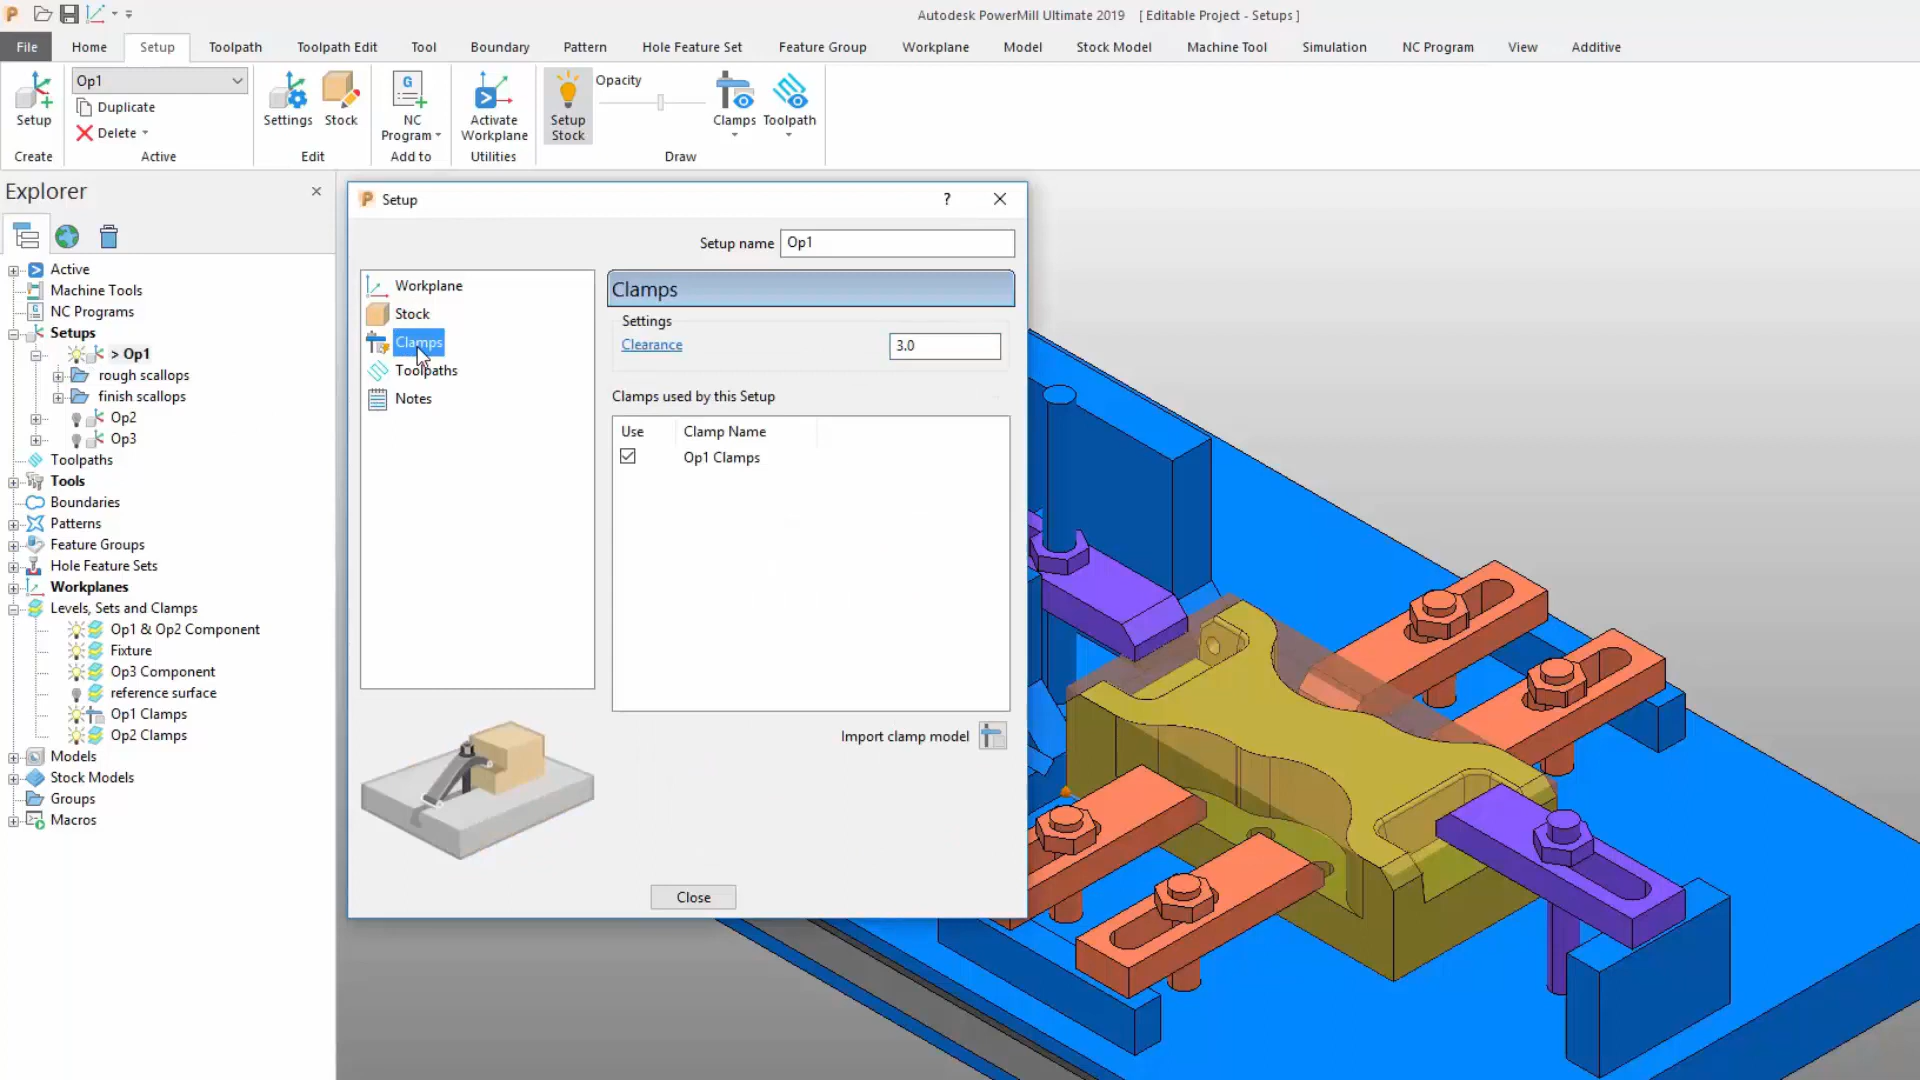 Autodesk PowerMill Ultimate 2019 [ Editable Project - Setups ]
File Home Setup Toolpath Toolpath Edit Tool Boundary Pattern Hole Feature Set Feature Group Workplane Model Stock Model Machine Tool Simulation NC Program View Additive
Setup
Create
Op1
Duplicate
Delete
Active
Settings
Stock
Edit
NC
Program
Add to
Activate
Workplane
Utilities
Setup
Stock
Opacity
Clamps
Toolpath
Draw
Explorer
Active
Machine Tools
NC Programs
Setups
> Op1
rough scallops
finish scallops
Op2
Op3
Toolpaths
Tools
Boundaries
Patterns
Feature Groups
Hole Feature Sets
Workplanes
Levels, Sets and Clamps
Op1 & Op2 Component
Fixture
Op3 Component
reference surface
Op1 Clamps
Op2 Clamps
Models
Stock Models
Groups
Macros
Setup
?
Setup name Op1
Workplane
Stock
Clamps
Toolpaths
Notes
Clamps
Settings
Clearance 3.0
Clamps used by this Setup
Use Clamp Name
Op1 Clamps
Import clamp model
Close